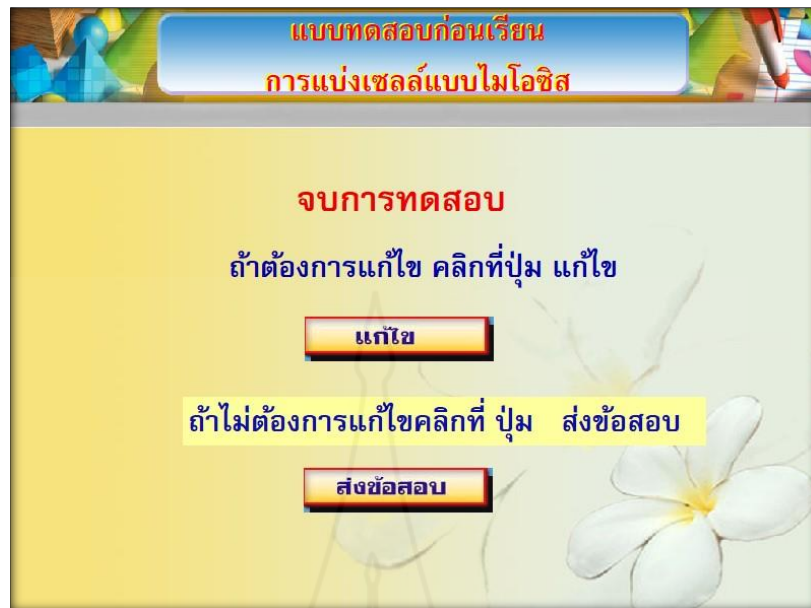 แบบทดสอบก่อนเรียน
การแบ่งเซลล์แบบไมโอซิส
จบการทดสอบ
ถ้าต้องการแก้ไข คลิกที่ปุ่ม แก้ไข
แก้ไข
ถ้าไม่ต้องการแก้ไขคลิกที่ ปุ่ม ส่งข้อสอบ
ส่งข้อสอบ